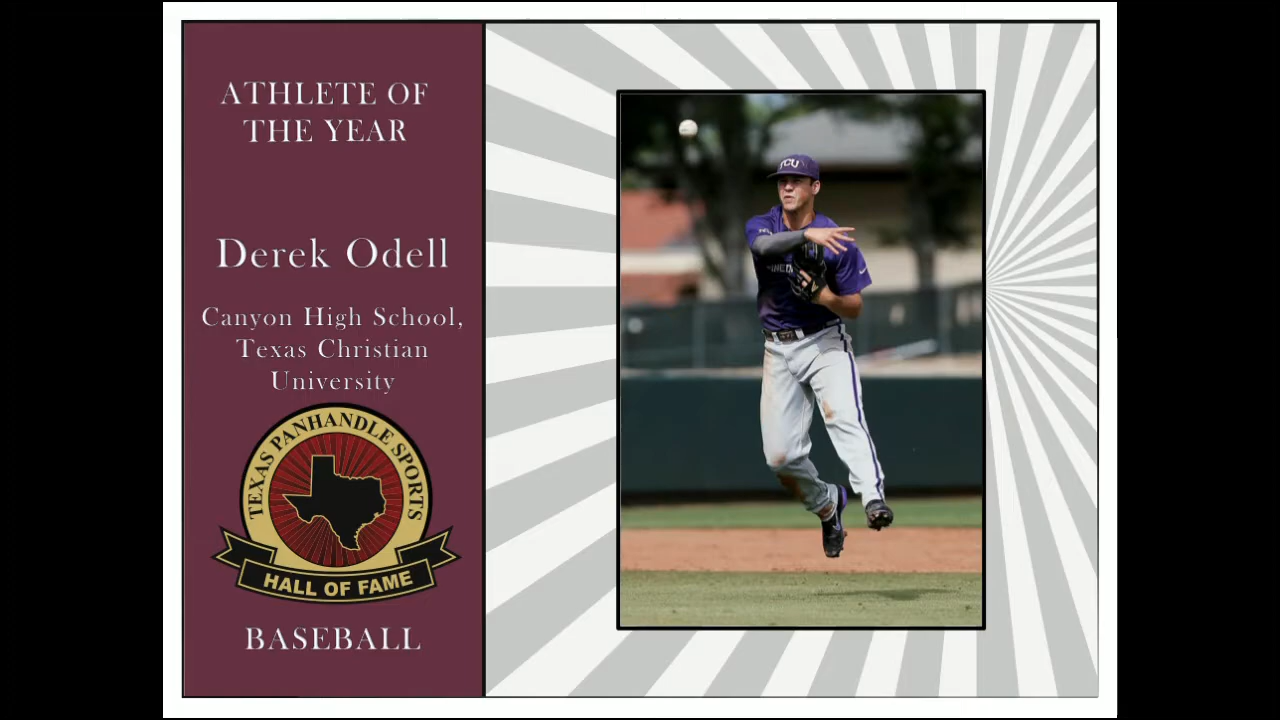 ATHLETE OF
THE YEAR
Derek Odell
Canyon High School,
Texas Christian
University
TEXAS PANHANDLE SPORTS
HALL OF FAME
BASEBALL
TCU